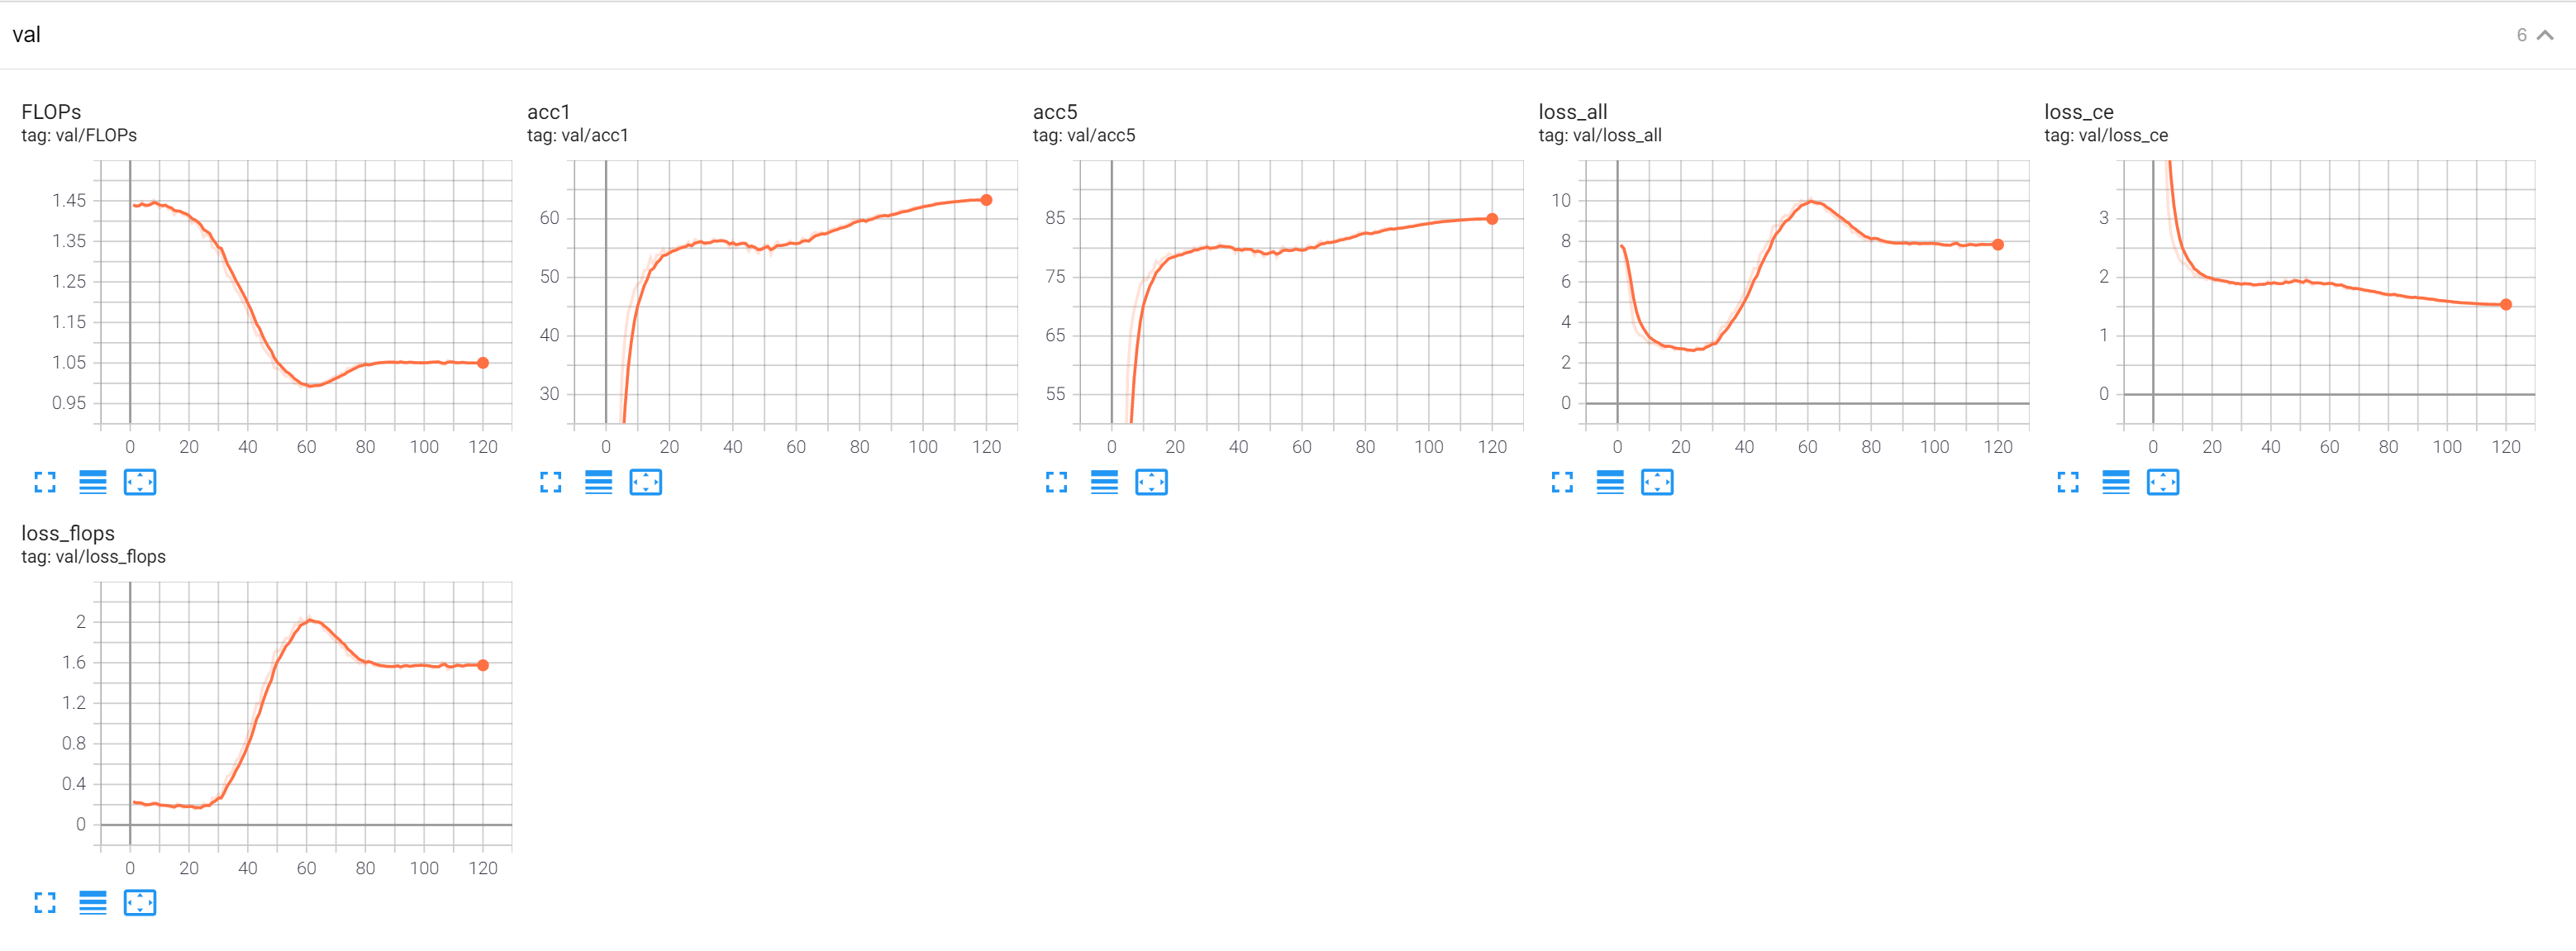 val
6
FLOPs
tag: val/FLOPs
1.45
1.35
1.25
1.15
1.05
0.95
0 20 40 60 80 100 120
acc1
tag: val/acc1
60
50
40
30
0 20 40 60 80 100 120
acc5
tag: val/acc5
85
75
65
55
0 20 40 60 80 100 120
loss_all
tag: val/loss_all
10
8
6
4
2
0
0 20 40 60 80 100 120
loss_ce
tag: val/loss_ce
3
2
1
0
0 20 40 60 80 100 120
loss_flops
tag: val/loss_flops
2
1.6
1.2
0.8
0.4
0
0 20 40 60 80 100 120